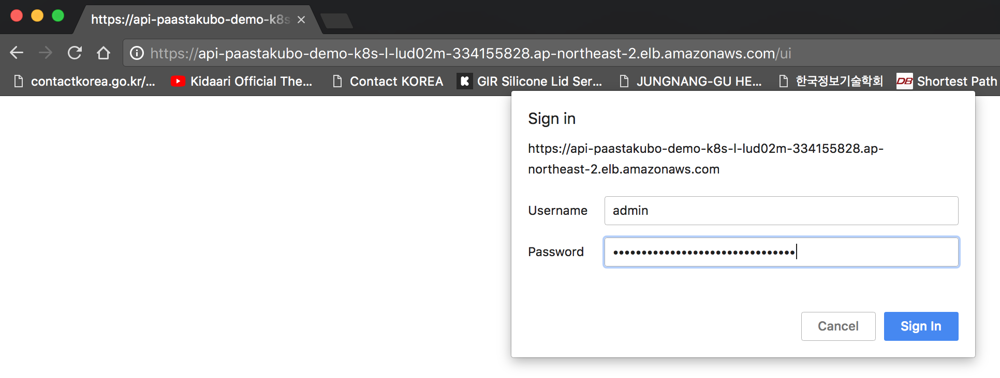 https://api-paastakubo-demo-k8s
https://api-paastakubo-demo-k8s-l-lud02m-334155828.ap-northeast-2.elb.amazonaws.com/ui
contactkorea.go.kr/... Kidaari Official The... Contact KOREA K GIR Silicone Lid Ser... JUNGNANG-GU HE... 한국정보기술학회 DB Shortest Path
Sign in
https://api-paastakubo-demo-k8s-l-lud02m-334155828.ap-
northeast-2.elb.amazonaws.com
Username admin
Password ••••••••••••••••••••••••••••••••
Cancel Sign In